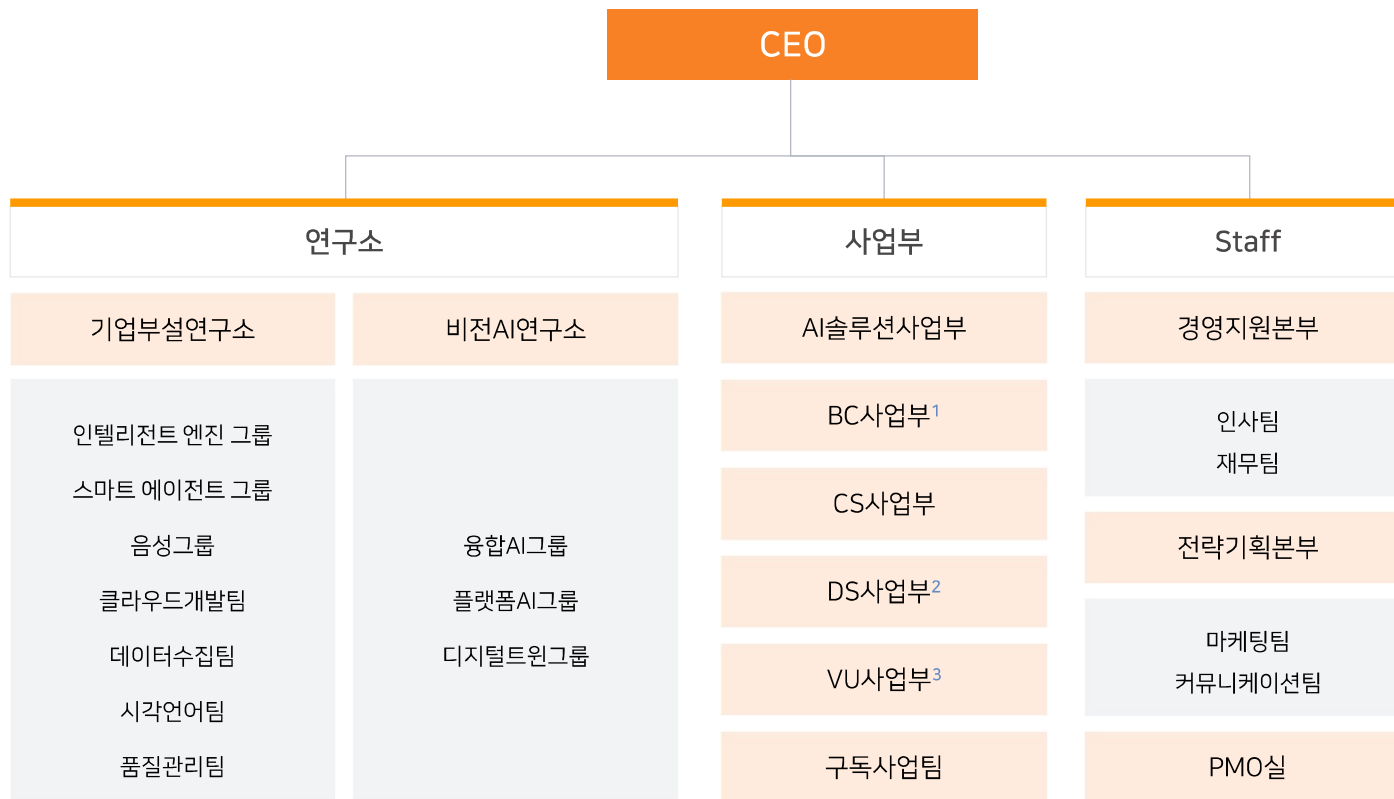 CEO
연구소
기업부설연구소
인텔리전트 엔진 그룹
스마트 에이전트 그룹
음성그룹
클라우드개발팀
데이터수집팀
시각언어팀
품질관리팀
비전AI연구소
융합AI그룹
플랫폼AI그룹
디지털트윈그룹
사업부
AI솔루션사업부
BC사업부1
CS사업부
DS사업부2
VU사업부3
구독사업팀
Staff
경영지원본부
인사팀
재무팀
전략기획본부
마케팅팀
커뮤니케이션팀
PMO실